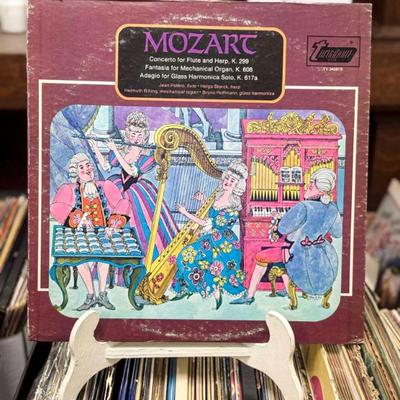 MOZART
Concerto for Flute and Harp, K. 299
Fantasia for Mechanical Organ, K. 608
Adagio for Glass Harmonica Solo, K. 617a
Jean Patéro, flute • Helga Storck, harp
Helmuth Rilling, mechanical organ • Bruno Hoffmann, glass harmonica
Turnabout